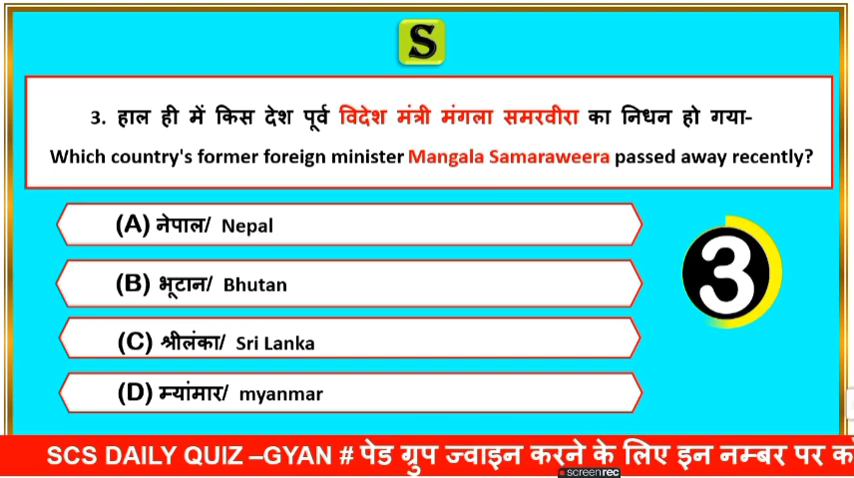 S
3. हाल ही में किस देश पूर्व विदेश मंत्री मंगला समरवीरा का निधन हो गया-
Which country's former foreign minister Mangala Samaraweera passed away recently?
(A) नेपाल/ Nepal
(B) भूटान/ Bhutan
3
(C) श्रीलंका/ Sri Lanka
(D) म्यांमार/ myanmar
SCS DAILY QUIZ –GYAN # पेड ग्रुप ज्वाइन करने के लिए इन नम्बर पर
screenrec